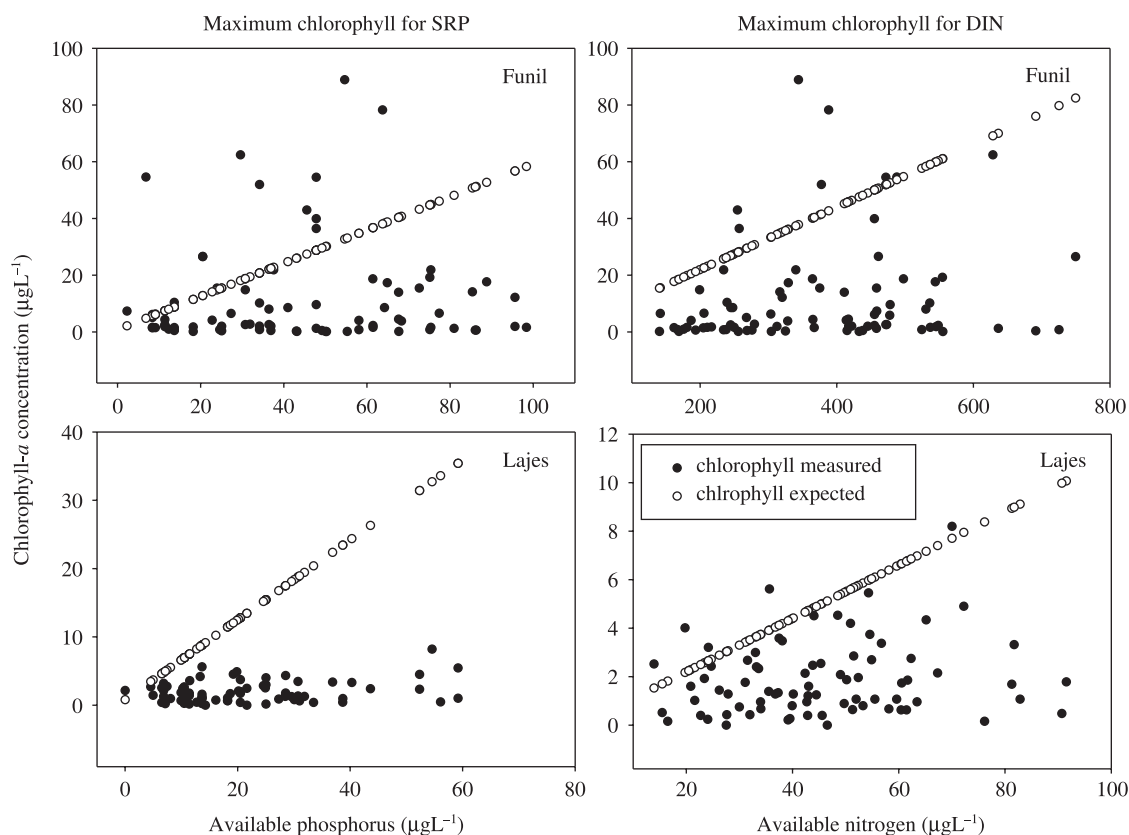 Maximum chlorophyll for SRP
Maximum chlorophyll for DIN
Chlorophyll-a concentration (µgL⁻¹)
100
80
60
40
20
0
Funil
0 20 40 60 80 100
Funil
200 400 600 800
40
30
20
10
0
Lajes
0 20 40 60 80
Available phosphorus (µgL⁻¹)
12
10
8
6
4
2
0
chlorophyll measured
chlrophyll expected
Lajes
20 40 60 80 100
Available nitrogen (µgL⁻¹)